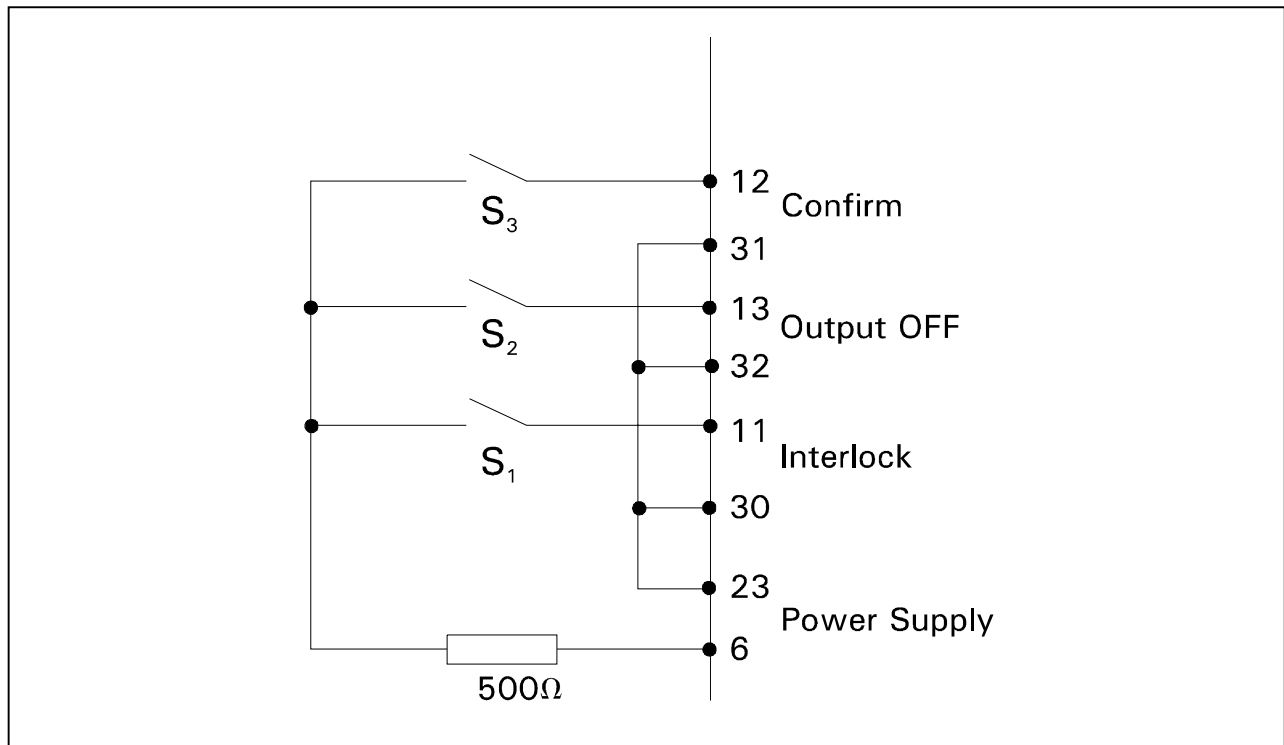 12
Confirm
S₃
31
13
Output OFF
S₂
32
11
Interlock
S₁
30
23
Power Supply
6
500Ω